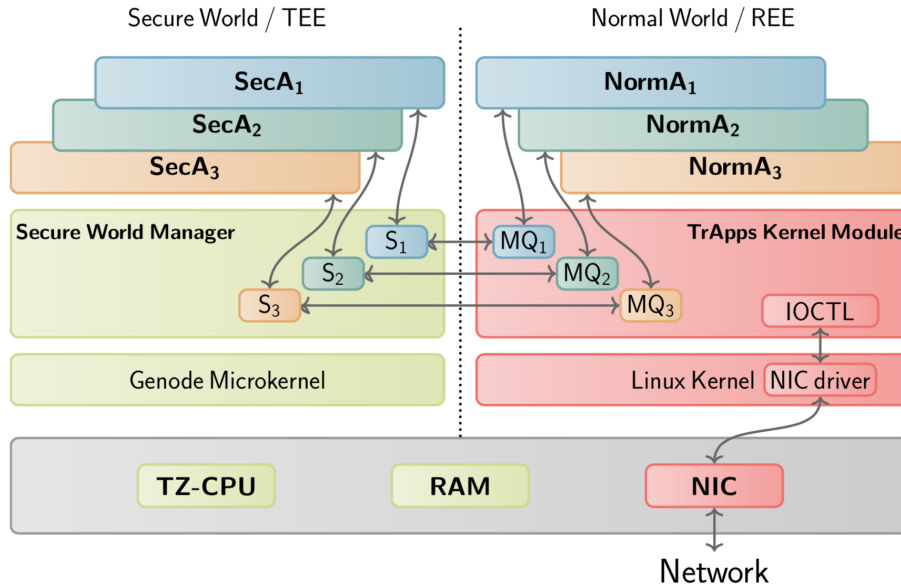 Secure World / TEE
Normal World / REE
SecA₁
NormA₁
SecA₂
NormA₂
SecA₃
NormA₃
Secure World Manager
TrApps Kernel Module
S₁
MQ₁
S₂
MQ₂
S₃
MQ₃
IOCTL
Genode Microkernel
Linux Kernel
NIC driver
TZ-CPU
RAM
NIC
Network